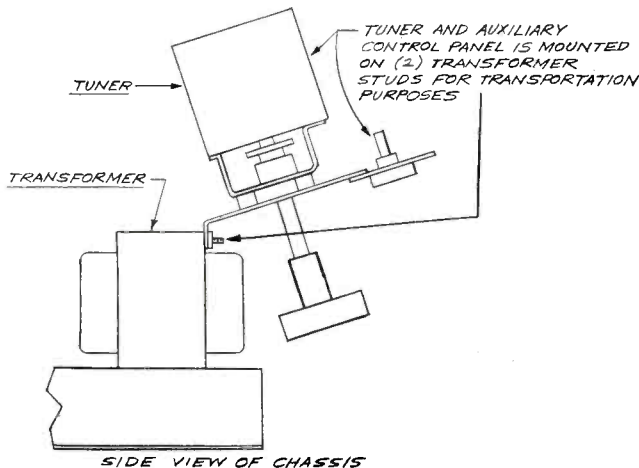 TUNER AND AUXILIARY
CONTROL PANEL IS MOUNTED
ON (2) TRANSFORMER
STUDS FOR TRANSPORTATION
PURPOSES
TUNER
TRANSFORMER
SIDE VIEW OF CHASSIS